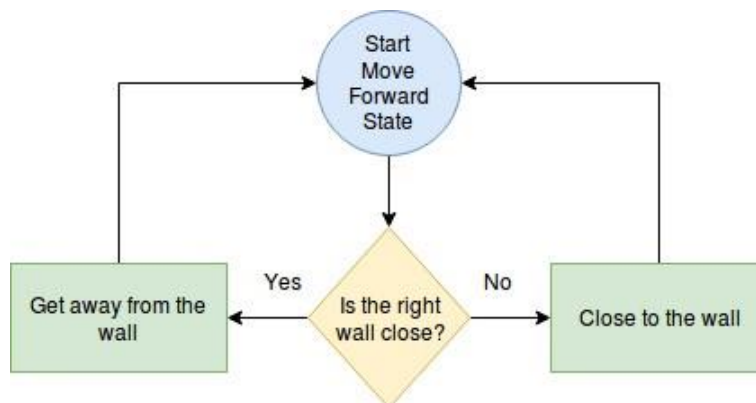 Start
Move
Forward
State
Yes
No
Get away from the
wall
Is the right
wall close?
Close to the wall